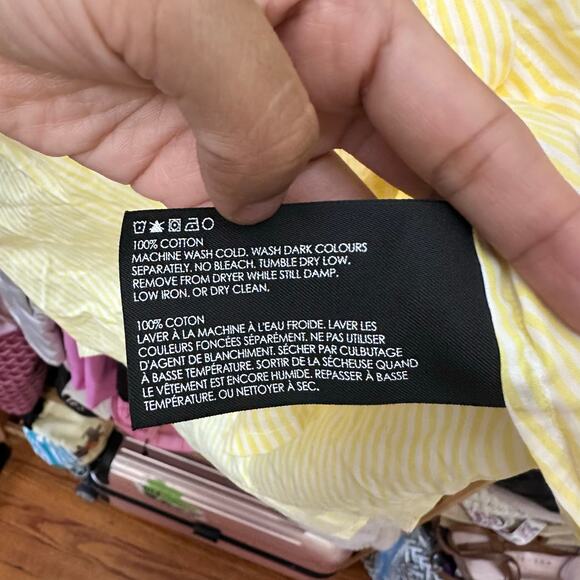 100% COTTON
MACHINE WASH COLD. WASH DARK COLOURS
SEPARATELY. NO BLEACH. TUMBLE DRY LOW.
REMOVE FROM DRYER WHILE STILL DAMP.
LOW IRON. OR DRY CLEAN.
100% COTTON
LAVER À LA MACHINE À L'EAU FROIDE. LAVER LES
COULEURS FONCÉES SÉPARÉMENT. NE PAS UTILISER
D'AGENT DE BLANCHIMENT. SÉCHER PAR CULBUTAGE
À BASSE TEMPÉRATURE. SORTIR DE LA SÉCHEUSE QUAND
LE VÊTEMENT EST ENCORE HUMIDE. REPASSER À BASSE
TEMPÉRATURE. OU NETTOYER À SEC.